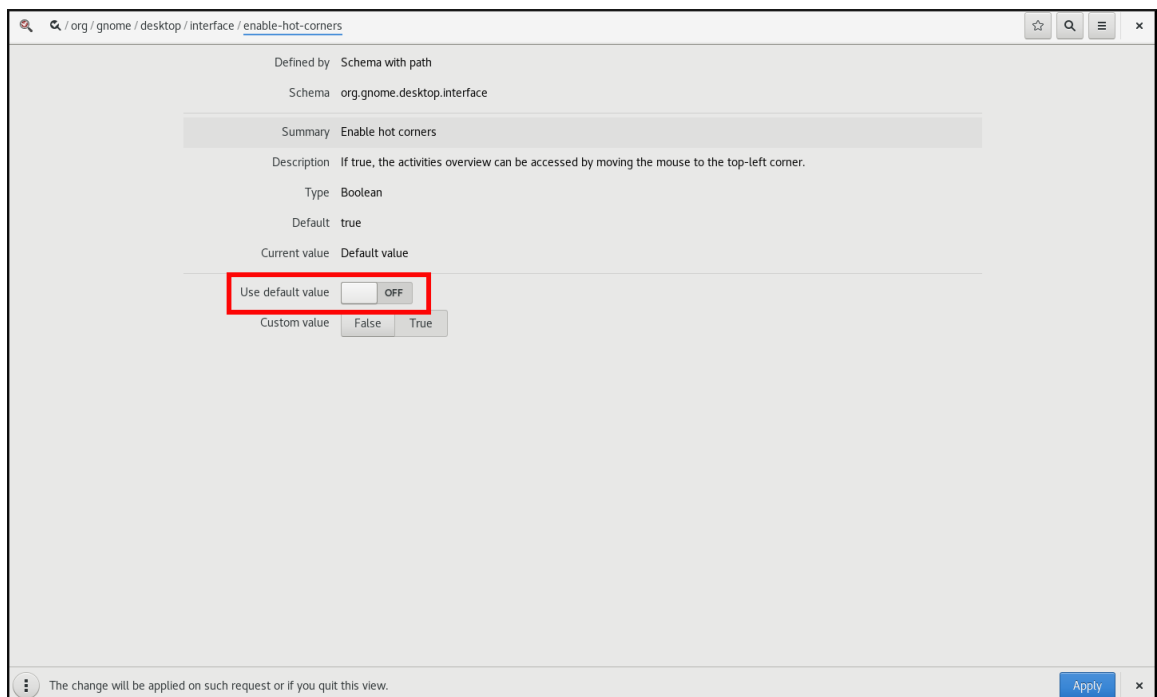 / org / gnome / desktop / interface / enable-hot-corners
Defined by Schema with path
Schema org.gnome.desktop.interface
Summary Enable hot corners
Description If true, the activities overview can be accessed by moving the mouse to the top-left corner.
Type Boolean
Default true
Current value Default value
Use default value OFF
Custom value False True
The change will be applied on such request or if you quit this view. Apply